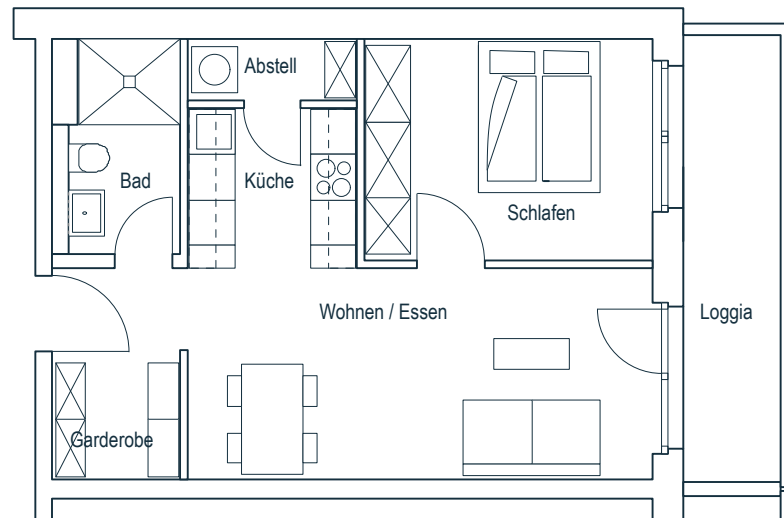 Abstell
Bad
Küche
Schlafen
Wohnen / Essen
Loggia
Garderobe